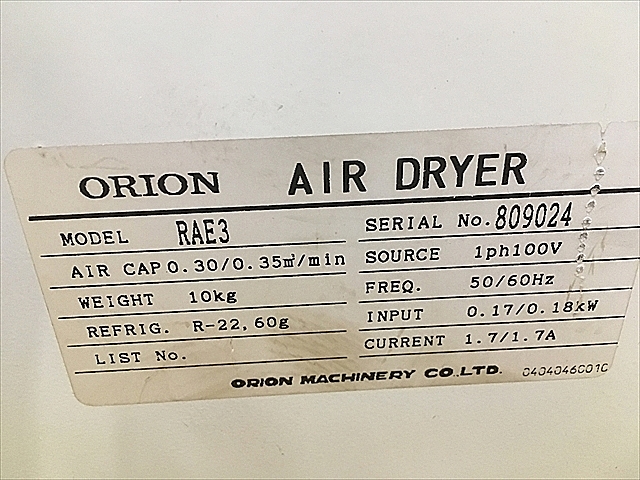 ORION AIR DRYER
MODEL RAE3
SERIAL No. 809024
AIR CAP 0.30/0.35㎥/min
SOURCE 1ph100V
WEIGHT 10kg
FREQ. 50/60Hz
REFRIG. R-22, 60g
INPUT 0.17/0.18kW
LIST No.
CURRENT 1.7/1.7A
ORION MACHINERY CO.,LTD.